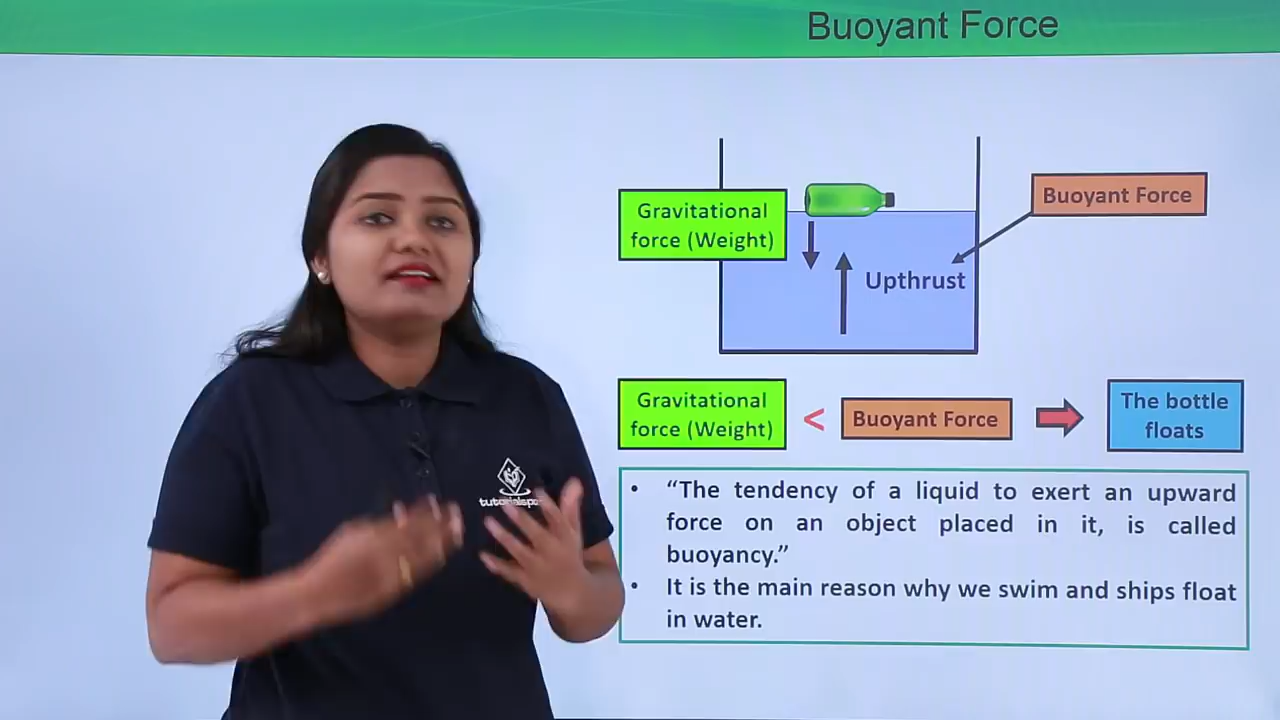 Buoyant Force
Gravitational
force (Weight)
Buoyant Force
Upthrust
Gravitational
force (Weight)
<
Buoyant Force
The bottle
floats
• “The tendency of a liquid to exert an upward
force on an object placed in it, is called
buoyancy.”
• It is the main reason why we swim and ships float
in water.